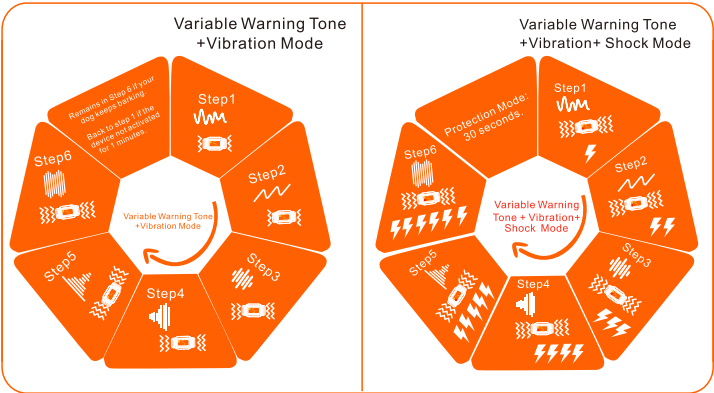 Variable Warning Tone
+Vibration Mode
Remains in Step 6 if your
dog keeps barking.
Back to step 1 if the
device not activated
for 1 minutes.
Step1
Step2
Step3
Step4
Step5
Step6
Variable Warning Tone
+Vibration Mode
Variable Warning Tone
+Vibration+ Shock Mode
Protection Mode:
30 seconds.
Step1
Step2
Step3
Step4
Step5
Step6
Variable Warning
Tone + Vibration+
Shock Mode